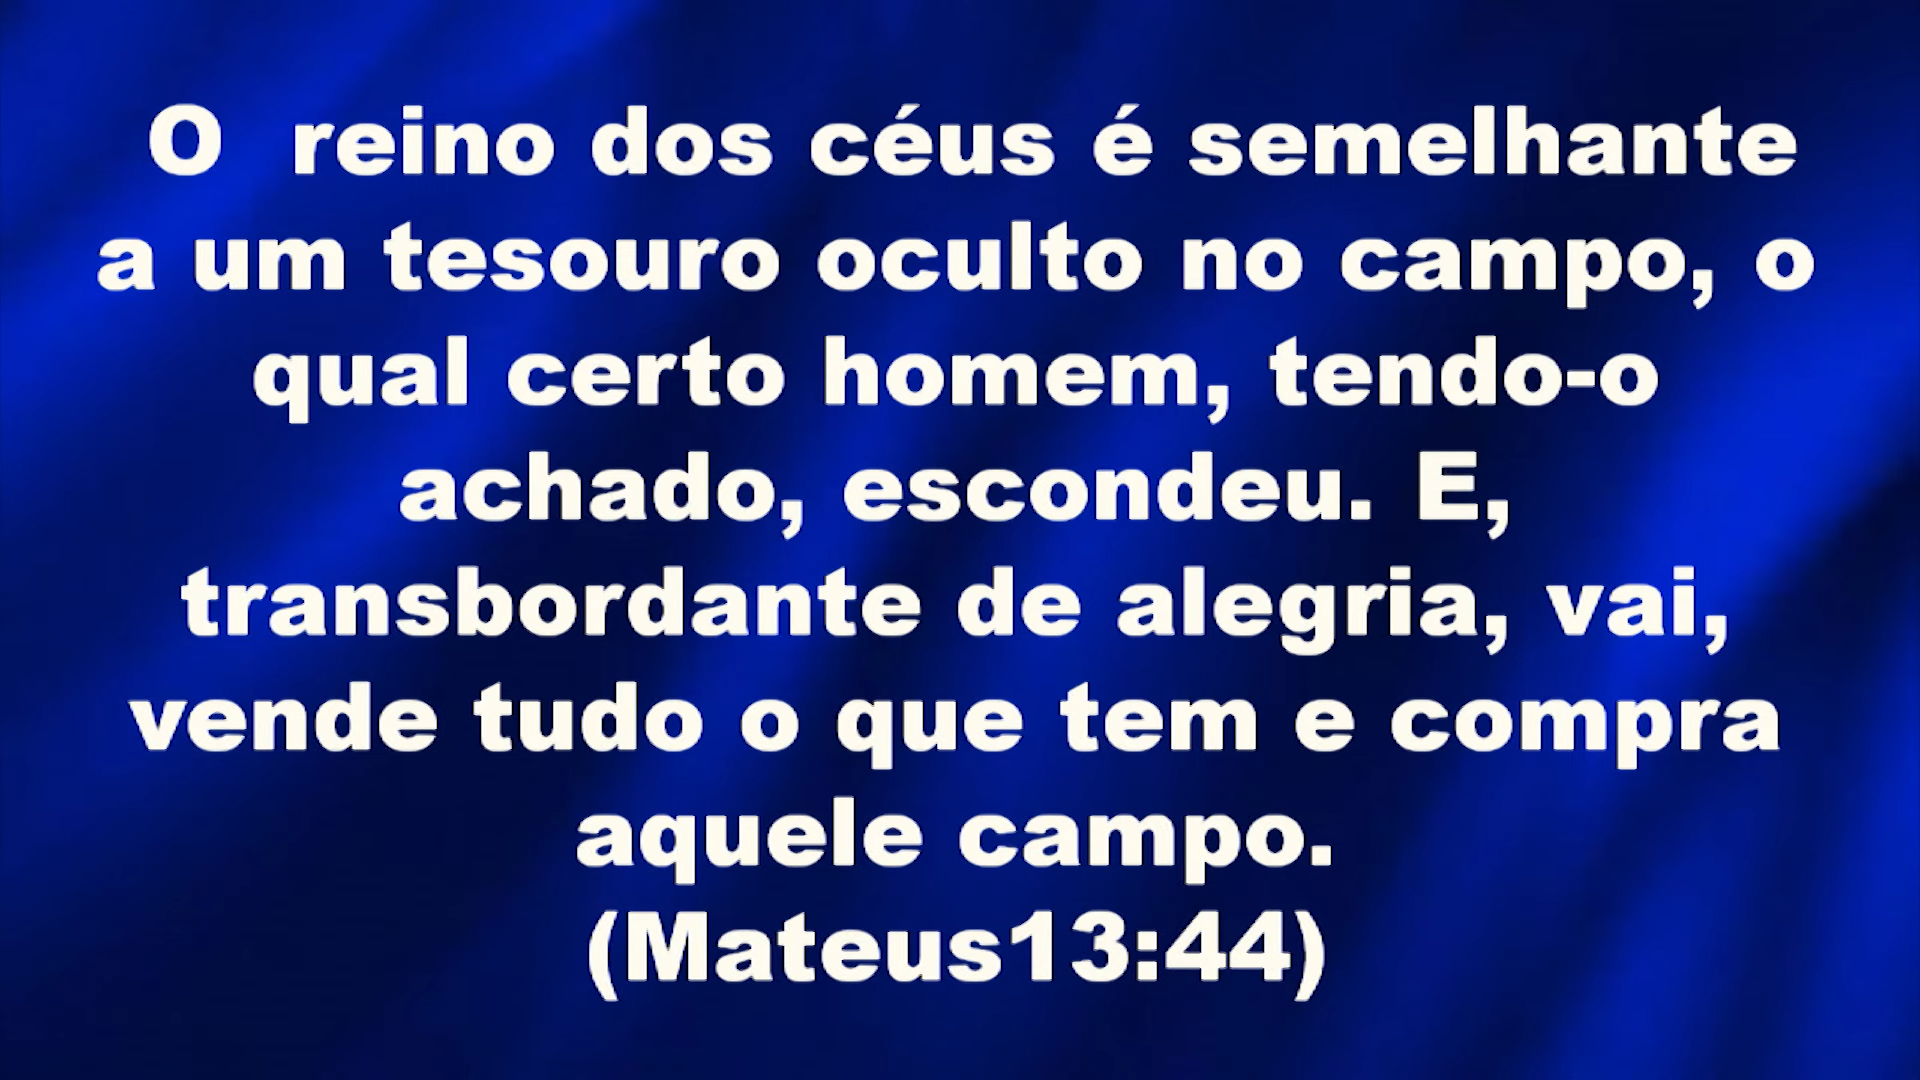 O  reino dos céus é semelhante
a um tesouro oculto no campo, o
qual certo homem, tendo-o
achado, escondeu. E,
transbordante de alegria, vai,
vende tudo o que tem e compra
aquele campo.
(Mateus13:44)